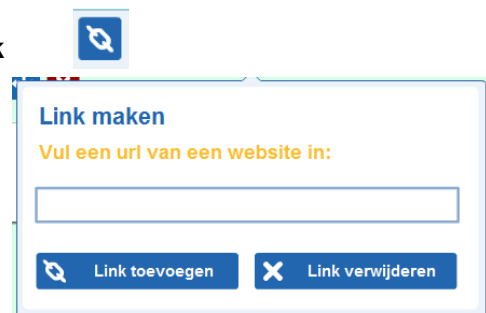 k
Link maken
Vul een url van een website in:
Link toevoegen
Link verwijderen